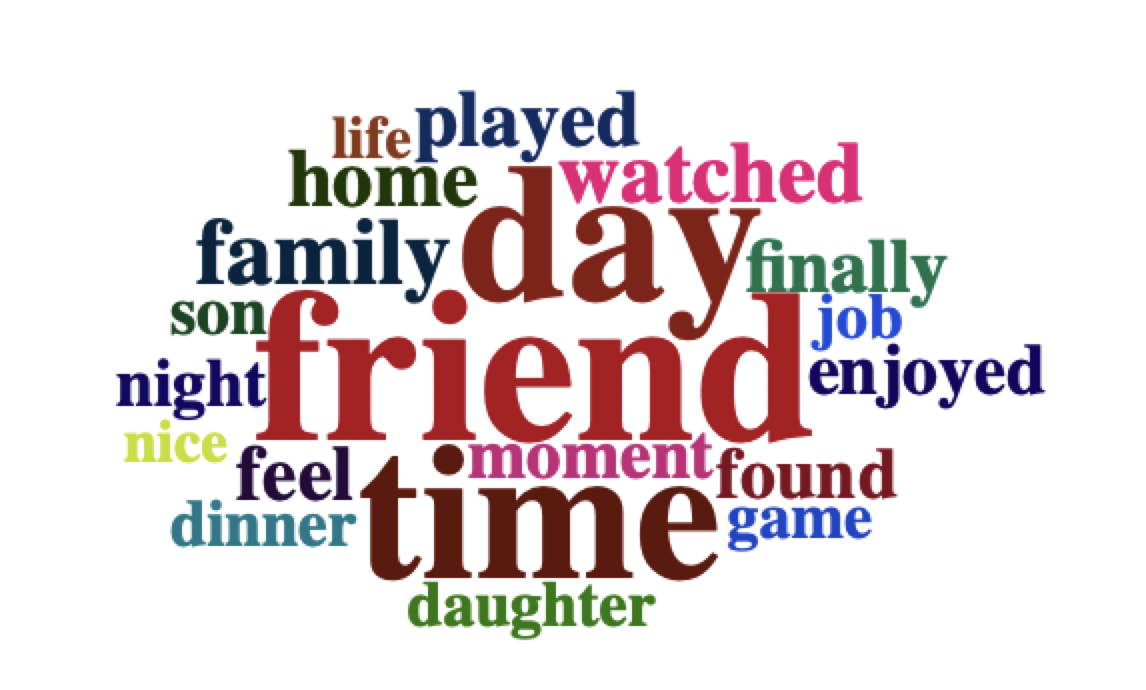 life played
home watched
family day finally
son friend job
night enjoyed
nice moment
feel time found
dinner game
daughter